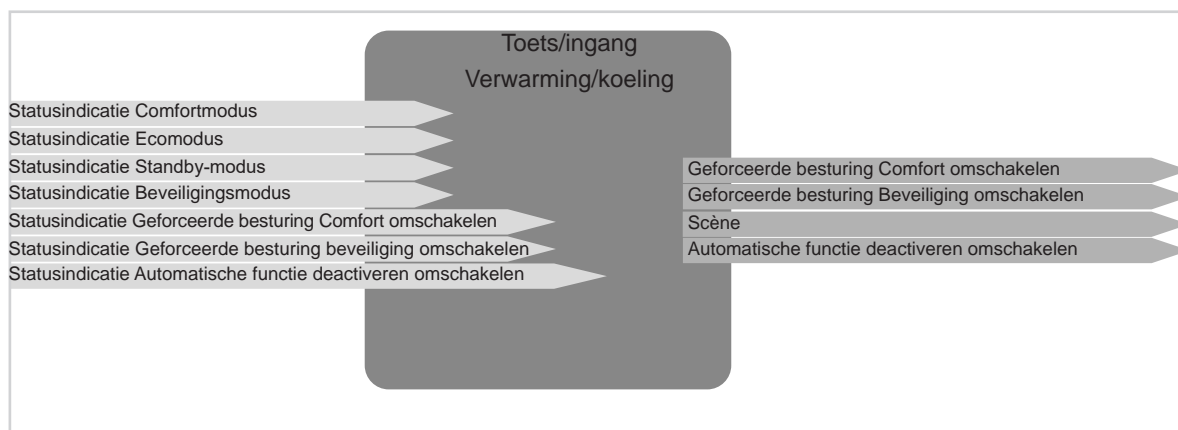 Toets/ingang
Verwarming/koeling
Statusindicatie Comfortmodus
Statusindicatie Ecomodus
Statusindicatie Standby-modus
Statusindicatie Beveiligingsmodus
Statusindicatie Geforceerde besturing Comfort omschakelen
Statusindicatie Geforceerde besturing beveiliging omschakelen
Statusindicatie Automatische functie deactiveren omschakelen
Geforceerde besturing Comfort omschakelen
Geforceerde besturing Beveiliging omschakelen
Scène
Automatische functie deactiveren omschakelen